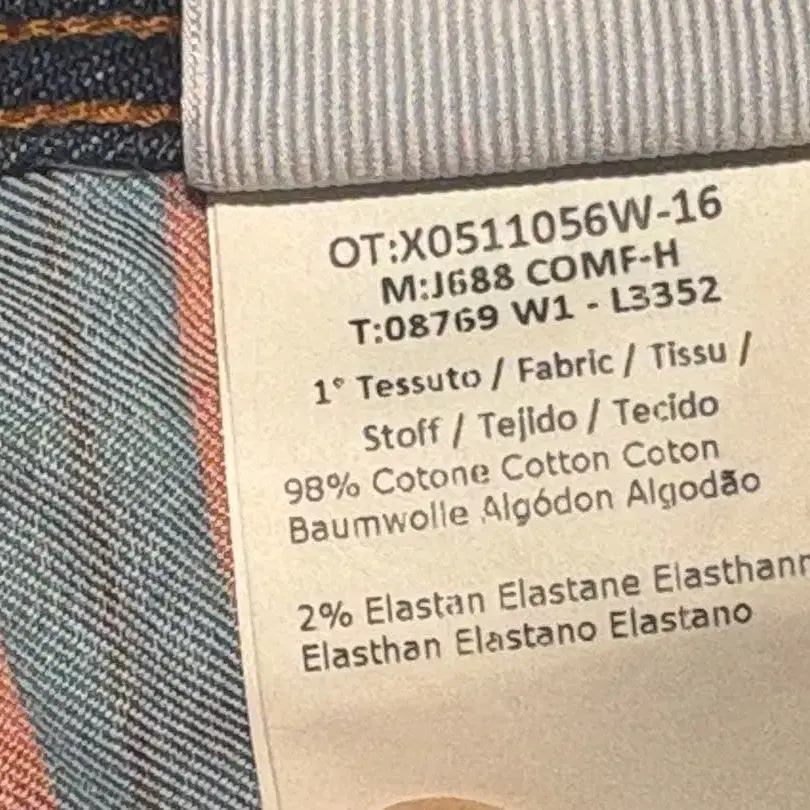 OT:X0511056W-16
M:J688 COMF-H
T:08769 W1 - L3352
1° Tessuto / Fabric / Tissu /
Stoff / Tejido / Tecido
98% Cotone Cotton Coton
Baumwolle Algódon Algodão
2% Elastan Elastane Elasthann
Elasthan Elastano Elastano